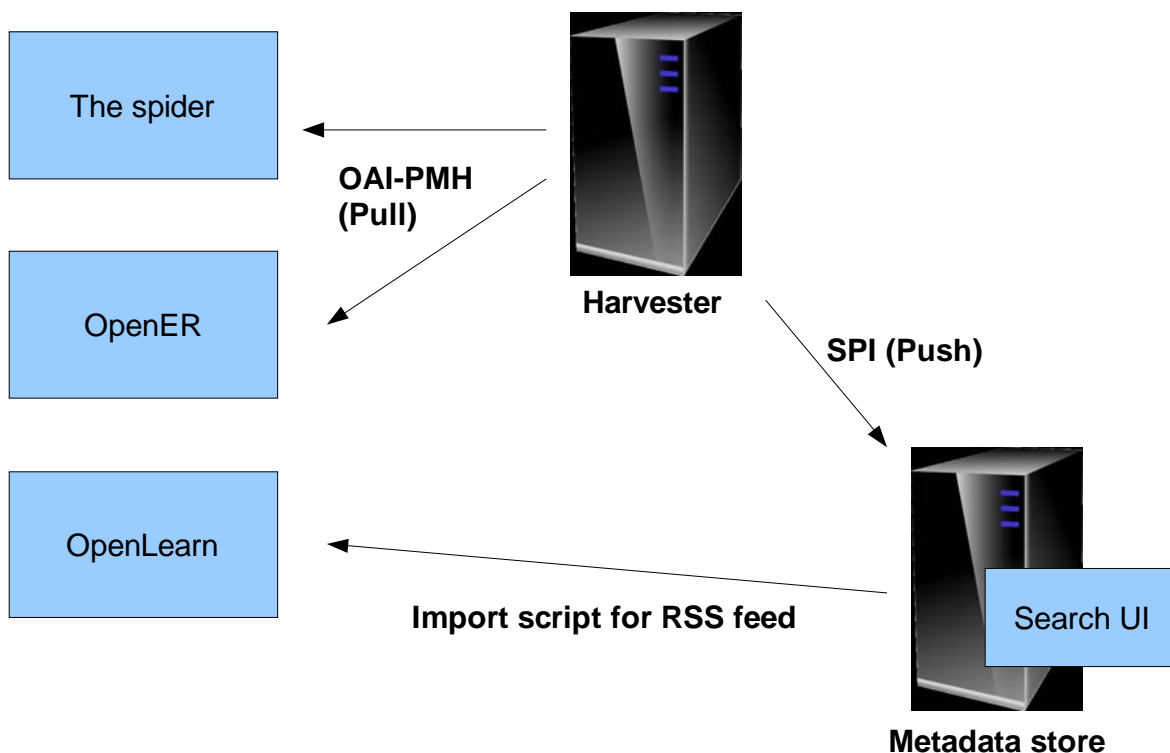 The spider
OAI-PMH
(Pull)
OpenER
Harvester
SPI (Push)
OpenLearn
Import script for RSS feed
Search UI
Metadata store